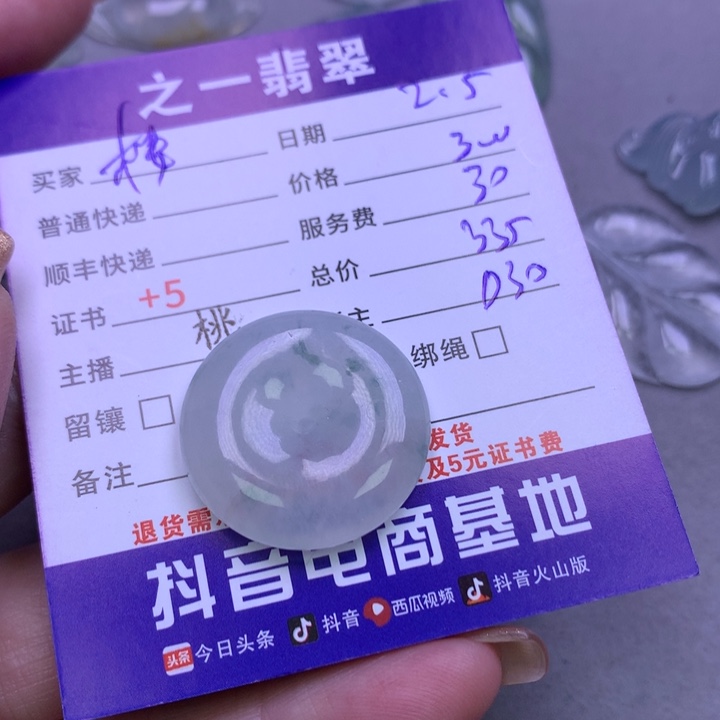 之一翡翠
买家 日期 2.5
普通快递 价格 300
顺丰快递 服务费 30
证书 +5 总价 335
主播 桃 主 030
留镶 绑绳
备注 发货
退货需 及5元证书费
抖音电商基地
头条 今日头条 抖音 西瓜视频 抖音火山版